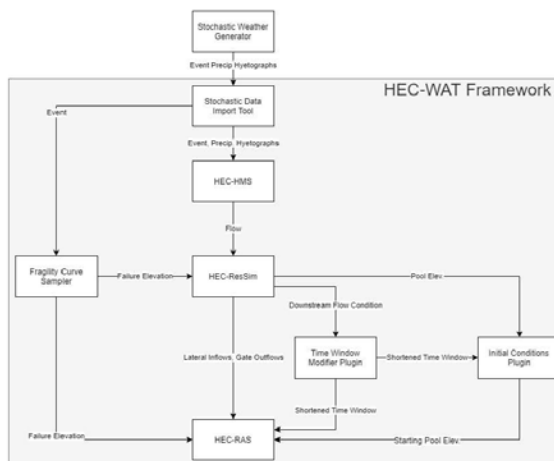 Stochastic Weather
Generator
Event Precip Hyetographs
HEC-WAT Framework
Stochastic Data
Import Tool
Event
Event, Precip. Hyetographs
HEC-HMS
Flow
Fragility Curve
Sampler
Failure Elevation
HEC-ResSim
Pool Elev.
Downstream Flow Condition
Lateral Inflows, Gate Outflows
Time Window
Modifier Plugin
Shortened Time Window
Initial Conditions
Plugin
Shortened Time Window
Failure Elevation
HEC-RAS
Starting Pool Elev.